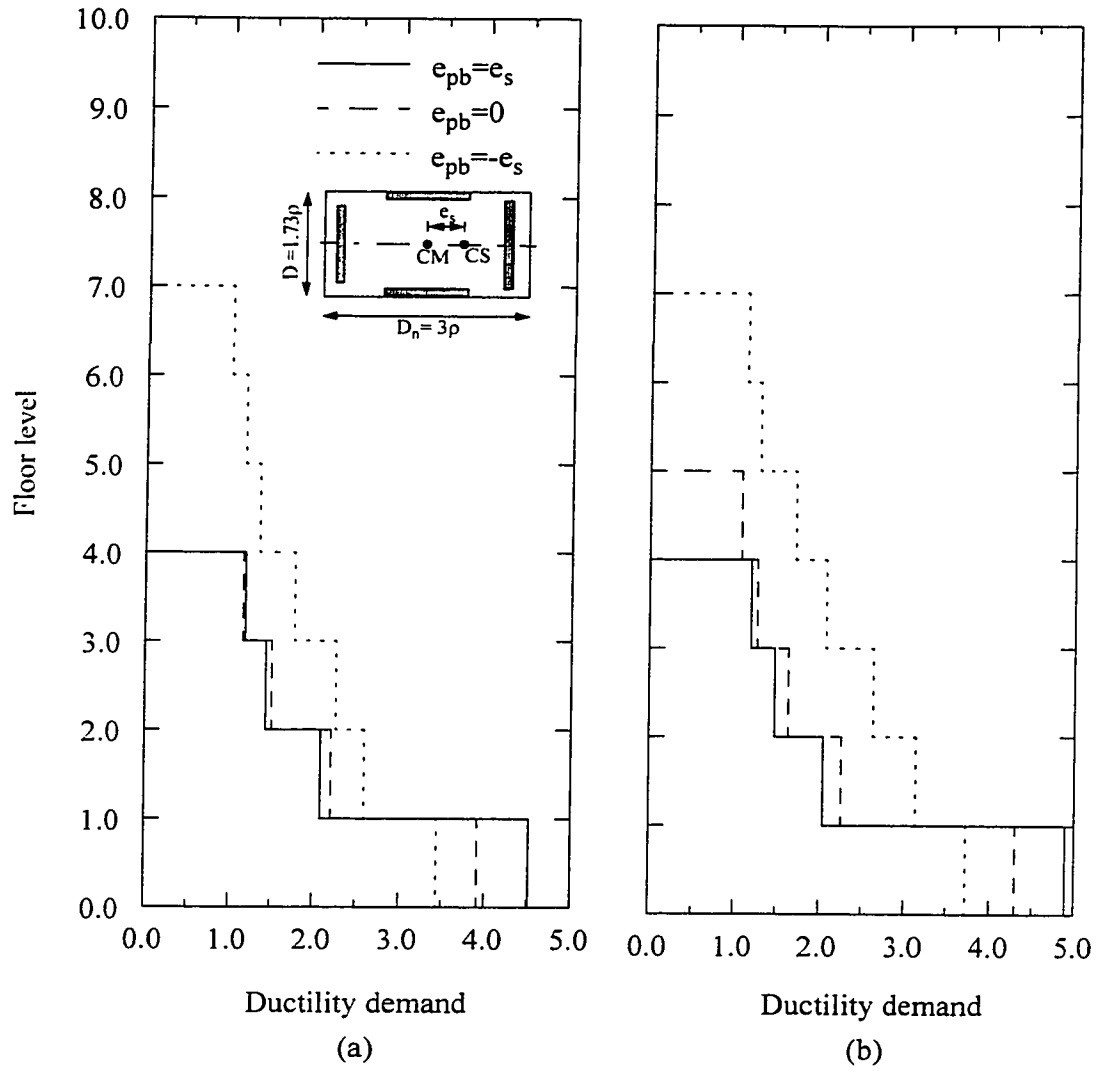 10.0
9.0
8.0
7.0
6.0
5.0
4.0
3.0
2.0
1.0
0.0
Floor level
e_pb=e_s
e_pb=0
e_pb=-e_s
D =1.73ρ
e_s
CM CS
D_n= 3ρ
0.0 1.0 2.0 3.0 4.0 5.0
Ductility demand
(a)
0.0 1.0 2.0 3.0 4.0 5.0
Ductility demand
(b)